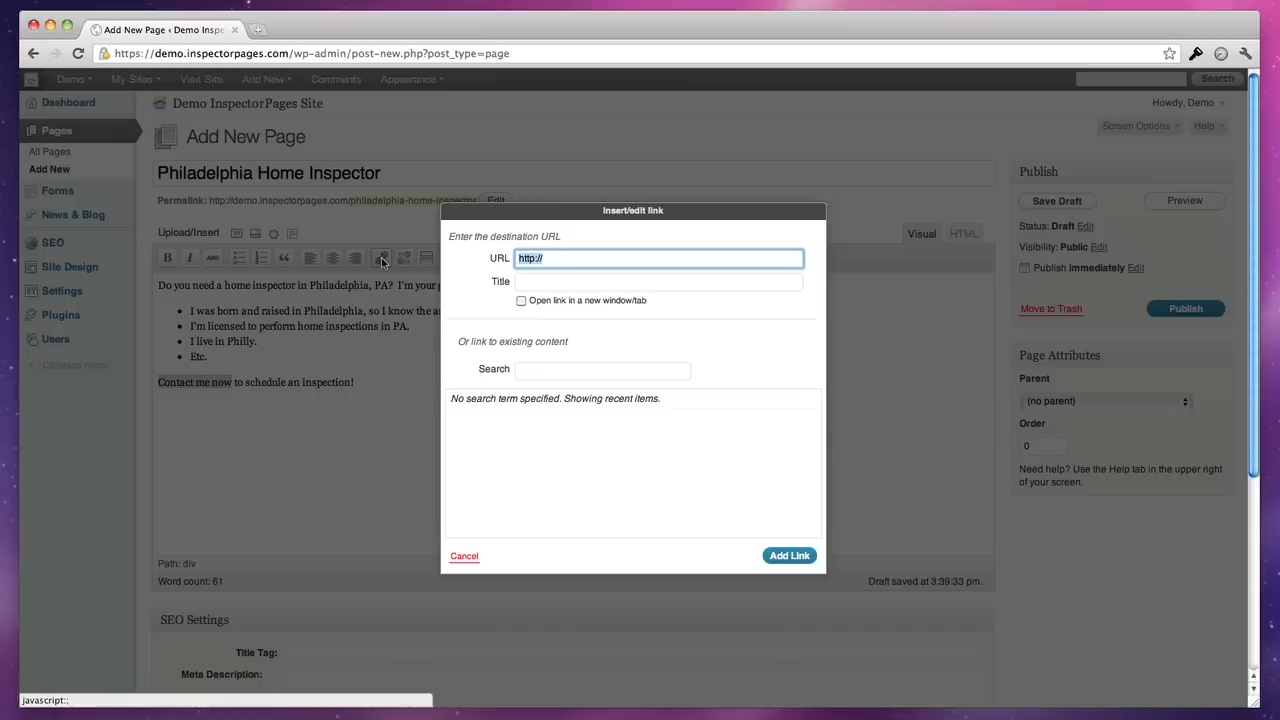 Add New Page ‹ Demo Inspe
https://demo.inspectorpages.com/wp-admin/post-new.php?post_type=page
Demo My Sites Visit Site Add New Comments Appearance Search
Dashboard
Demo InspectorPages Site
Howdy, Demo
Pages
Add New Page
Screen Options Help
All Pages
Add New
Philadelphia Home Inspector
Permalink: http://demo.inspectorpages.com/philadelphia-home-inspector Edit
Forms
News & Blog
SEO
Site Design
Settings
Plugins
Users
Collapse menu
Upload/Insert
Visual HTML
B I ABC
Do you need a home inspector in Philadelphia, PA? I'm your
• I was born and raised in Philadelphia, so I know the
• I'm licensed to perform home inspections in PA.
• I live in Philly.
• Etc.
Contact me now to schedule an inspection!
Path: div
Word count: 61
Draft saved at 3:39:33 pm.
SEO Settings
Title Tag:
Meta Description:
Insert/edit link
Enter the destination URL
URL http://
Title
Open link in a new window/tab
Or link to existing content
Search
No search term specified. Showing recent items.
Cancel
Add Link
Publish
Save Draft Preview
Status: Draft Edit
Visibility: Public Edit
Publish immediately Edit
Move to Trash Publish
Page Attributes
Parent
(no parent)
Order
0
Need help? Use the Help tab in the upper right
of your screen.
javascript:;